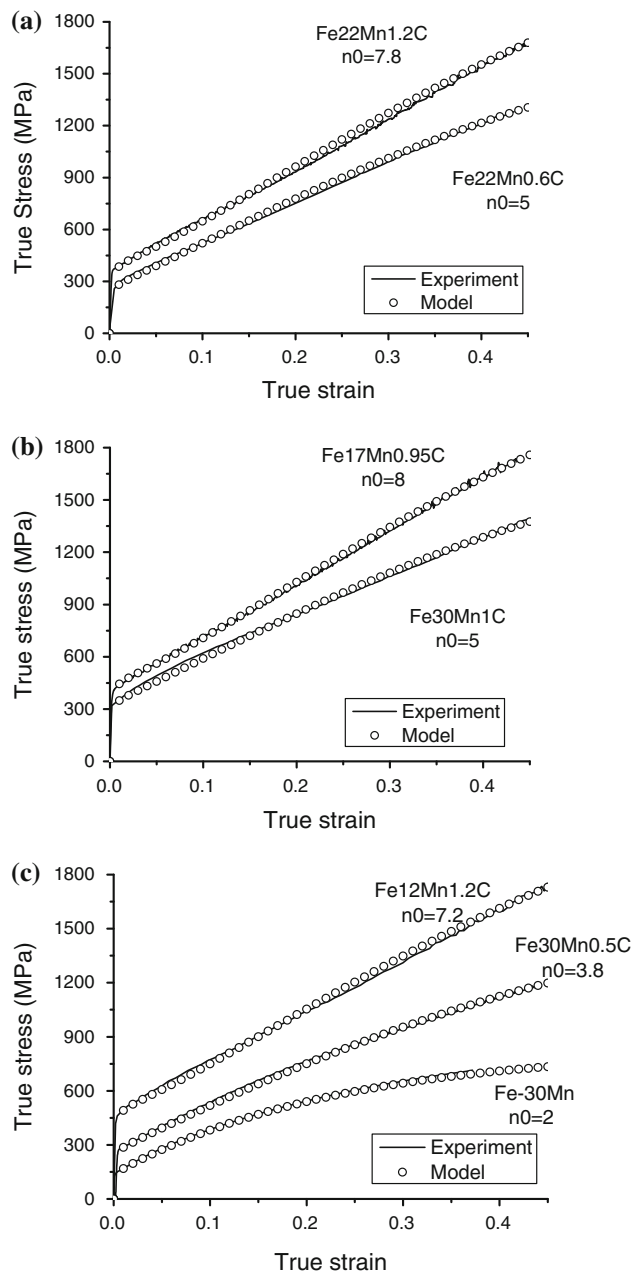 (a)
1800
1500
1200
900
600
300
0
True Stress (MPa)
Fe22Mn1.2C
n0=7.8
Fe22Mn0.6C
n0=5
Experiment
Model
0.0 0.1 0.2 0.3 0.4
True strain
(b)
1800
1500
1200
900
600
300
0
True stress (MPa)
Fe17Mn0.95C
n0=8
Fe30Mn1C
n0=5
Experiment
Model
0.0 0.1 0.2 0.3 0.4
True strain
(c)
1800
1500
1200
900
600
300
0
True stress (MPa)
Fe12Mn1.2C
n0=7.2
Fe30Mn0.5C
n0=3.8
Fe-30Mn
n0=2
Experiment
Model
0.0 0.1 0.2 0.3 0.4
True strain